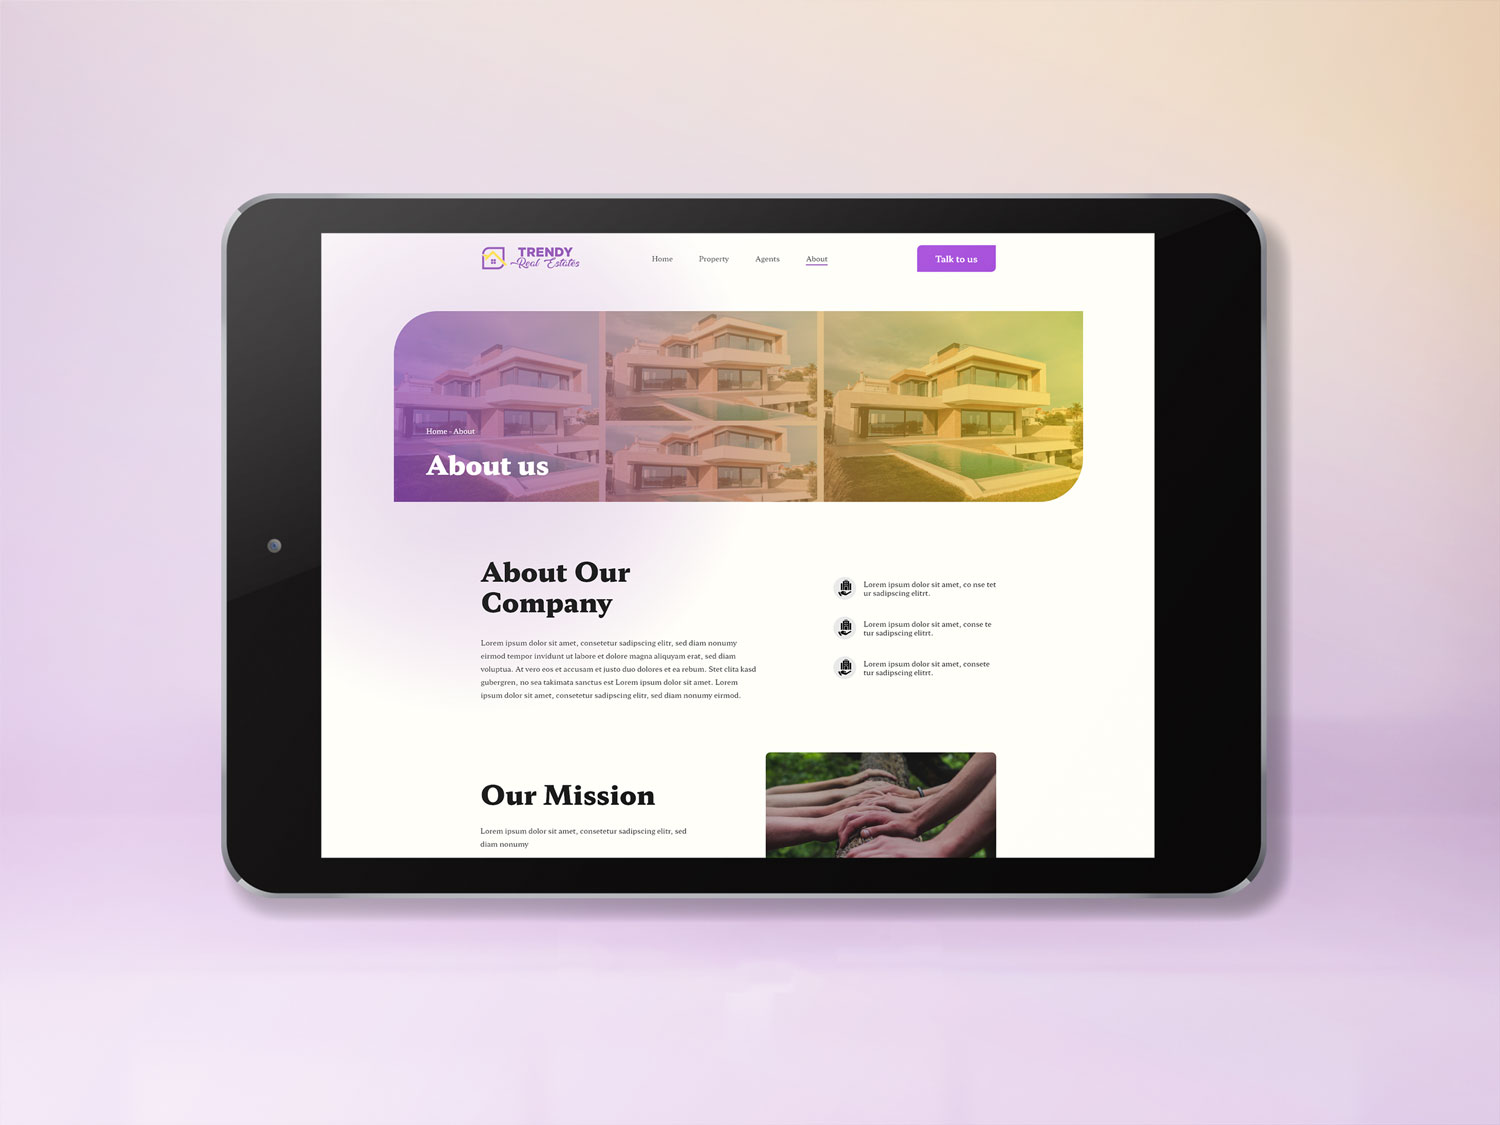 TRENDY
Real Estates
Home
Property
Agents
About
Talk to us
Home - About
About us
About Our
Company
Lorem ipsum dolor sit amet, consetetur sadipscing elitr, sed diam nonumy
eirmod tempor invidunt ut labore et dolore magna aliquyam erat, sed diam
voluptua. At vero eos et accusam et justo duo dolores et ea rebum. Stet clita kasd
gubergren, no sea takimata sanctus est Lorem ipsum dolor sit amet. Lorem
ipsum dolor sit amet, consetetur sadipscing elitr, sed diam nonumy eirmod.
Lorem ipsum dolor sit amet, co nse tet
ur sadipscing elitrt.
Lorem ipsum dolor sit amet, conse te
tur sadipscing elitrt.
Lorem ipsum dolor sit amet, consete
tur sadipscing elitrt.
Our Mission
Lorem ipsum dolor sit amet, consetetur sadipscing elitr, sed
diam nonumy